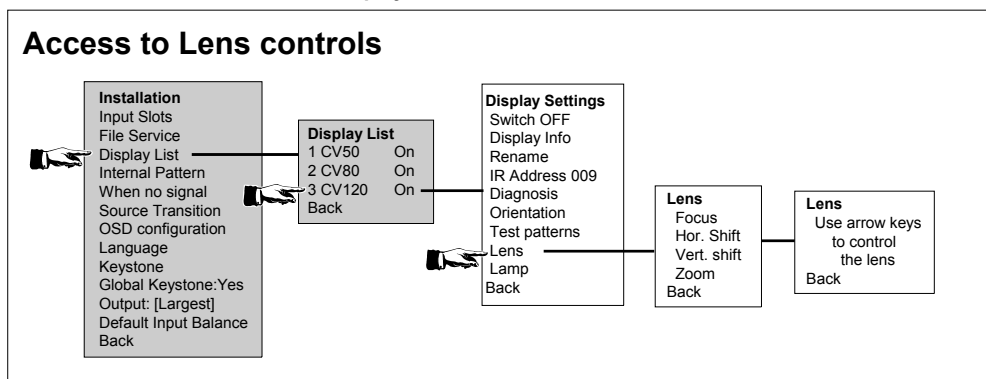 Access to Lens controls
Installation
Input Slots
File Service
Display List
Internal Pattern
When no signal
Source Transition
OSD configuration
Language
Keystone
Global Keystone:Yes
Output: [Largest]
Default Input Balance
Back
Display List
1 CV50 On
2 CV80 On
3 CV120 On
Back
Display Settings
Switch OFF
Display Info
Rename
IR Address 009
Diagnosis
Orientation
Test patterns
Lens
Lamp
Back
Lens
Focus
Hor. Shift
Vert. shift
Zoom
Back
Lens
Use arrow keys
to control
the lens
Back